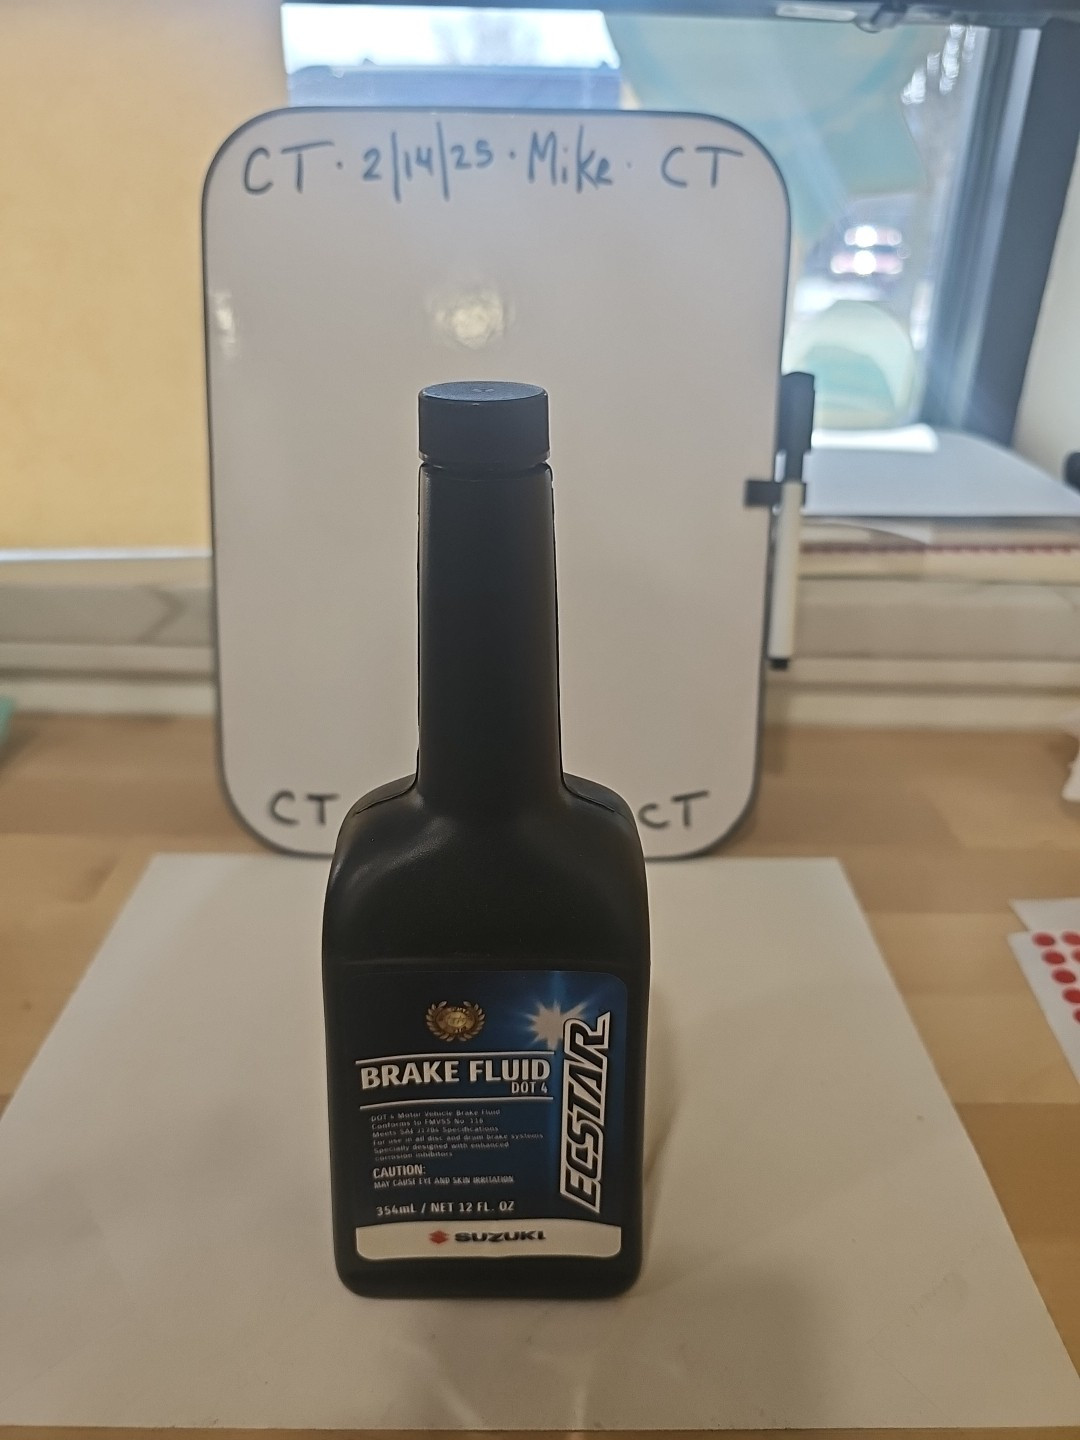 CT · 2/14/25 · Mike · CT
CT
CT
BRAKE FLUID
DOT 4
DOT 4 Motor Vehicle Brake Fluid
Conforms to FMVSS No. 116
Meets SAE J1704 Specifications
For use in all disc and drum brake systems
Specially designed with enhanced
corrosion inhibitors
CAUTION:
MAY CAUSE EYE AND SKIN IRRITATION
354mL / NET 12 FL. OZ
ECSTAR
SUZUKI